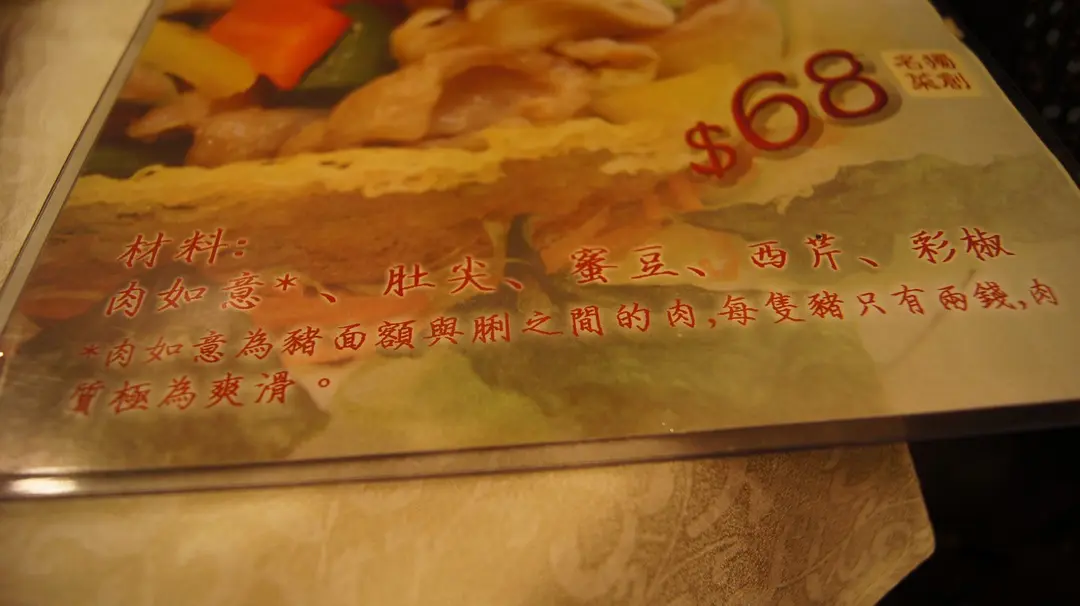 $68
獨創
名菜
材料:
肉如意*、肚尖、蜜豆、西芹、彩椒
*肉如意為豬面額與脷之間的肉,每隻豬只有兩錢,肉
質極為爽滑。